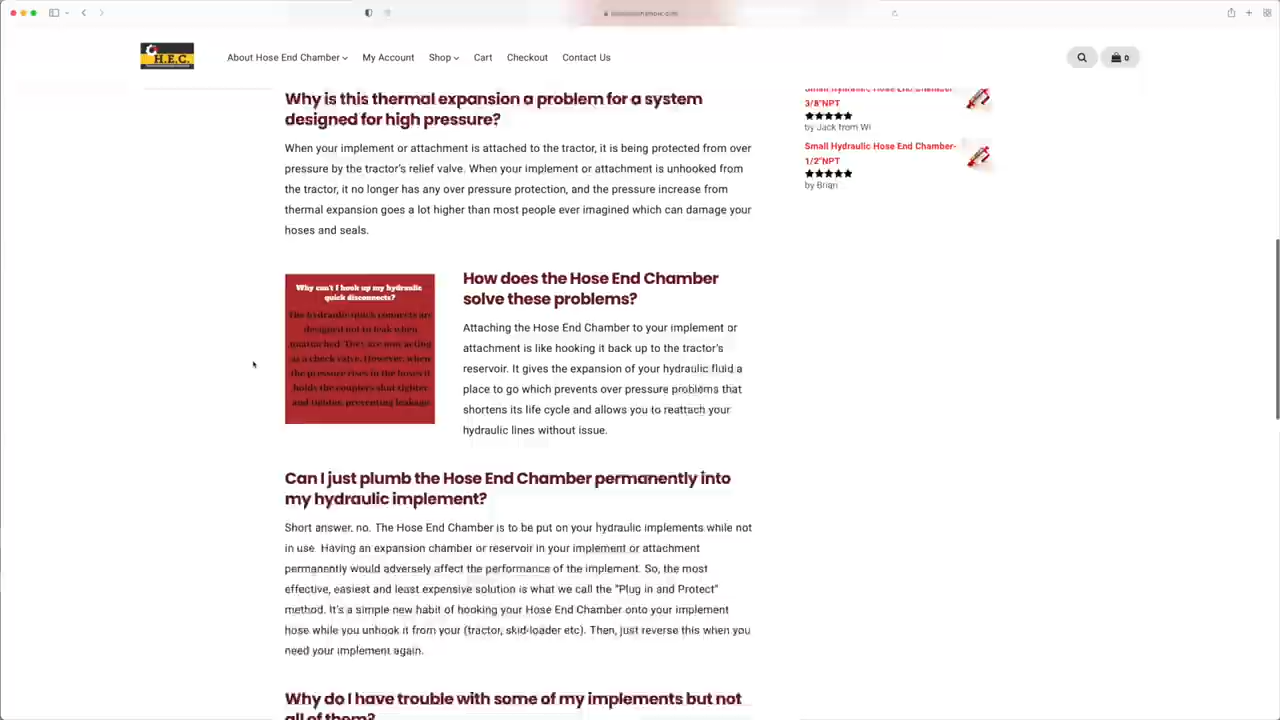 H.E.C.
About Hose End Chamber
My Account
Shop
Cart
Checkout
Contact Us
0
Why is this thermal expansion a problem for a system
designed for high pressure?
When your implement or attachment is attached to the tractor, it is being protected from over
pressure by the tractor's relief valve. When your implement or attachment is unhooked from
the tractor, it no longer has any over pressure protection, and the pressure increase from
thermal expansion goes a lot higher than most people ever imagined which can damage your
hoses and seals.
Why can't I hook up my hydraulic
quick disconnects?
The hydraulic quick connects are
designed not to leak when
unattached. They are now acting
as a check valve. However, when
the pressure rises in the hoses it
holds the couplers shut tighter
and tighter, preventing leakage.
How does the Hose End Chamber
solve these problems?
Attaching the Hose End Chamber to your implement or
attachment is like hooking it back up to the tractor's
reservoir. It gives the expansion of your hydraulic fluid a
place to go which prevents over pressure problems that
shortens its life cycle and allows you to reattach your
hydraulic lines without issue.
Can I just plumb the Hose End Chamber permanently into
my hydraulic implement?
Short answer, no. The Hose End Chamber is to be put on your hydraulic implements while not
in use. Having an expansion chamber or reservoir in your implement or attachment
permanently would adversely affect the performance of the implement. So, the most
effective, easiest and least expensive solution is what we call the "Plug in and Protect"
method. It's a simple new habit of hooking your Hose End Chamber onto your implement
hose while you unhook it from your (tractor, skid-loader etc). Then, just reverse this when you
need your implement again.
Why do I have trouble with some of my implements but not
all of them?
Small Hydraulic Hose End Chamber-
3/8"NPT
by Jack from Wi
Small Hydraulic Hose End Chamber-
1/2"NPT
by Brian